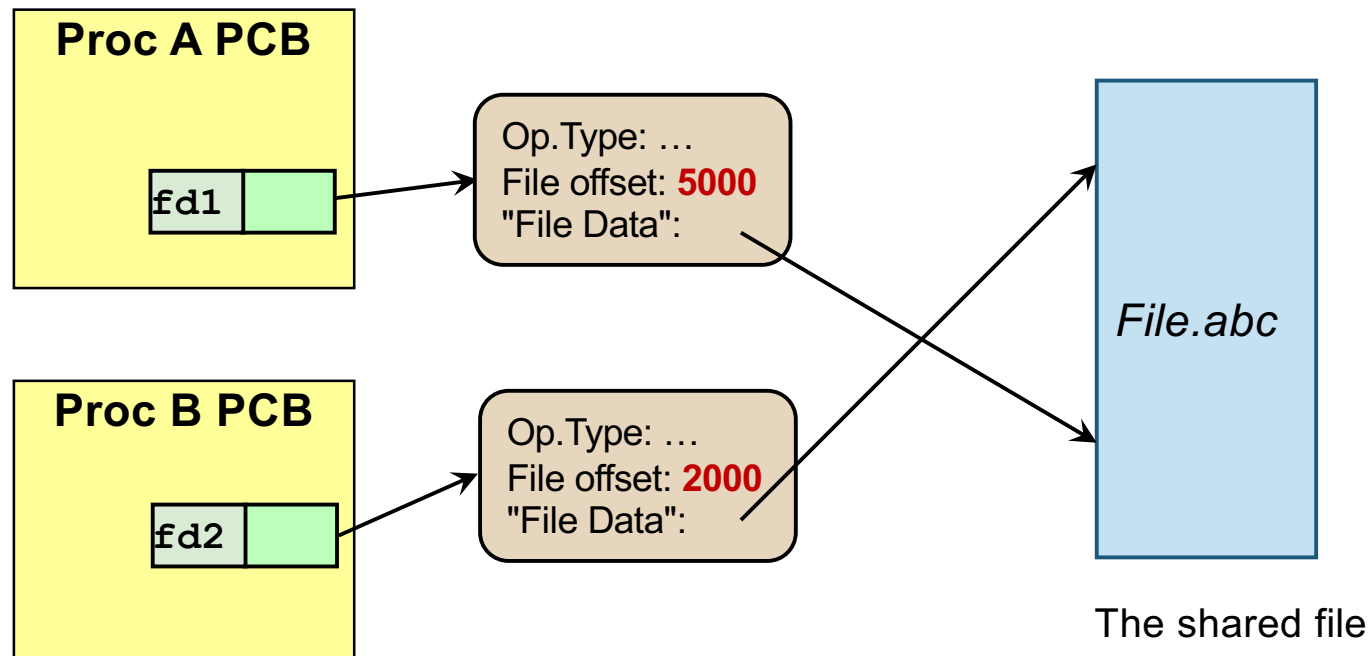 Proc A PCB
fd1
Op.Type: …
File offset: 5000
"File Data":
Proc B PCB
fd2
Op.Type: …
File offset: 2000
"File Data":
File.abc
The shared file